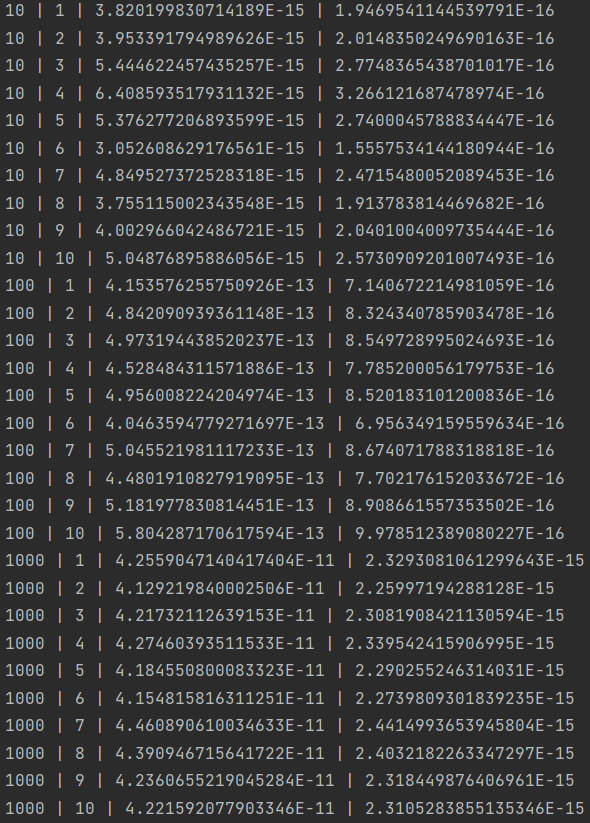 10 | 1 | 3.820199830714189E-15 | 1.9469541144539791E-16
10 | 2 | 3.953391794989626E-15 | 2.0148350249690163E-16
10 | 3 | 5.444622457435257E-15 | 2.7748365438701017E-16
10 | 4 | 6.408593517931132E-15 | 3.266121687478974E-16
10 | 5 | 5.376277206893599E-15 | 2.7400045788834447E-16
10 | 6 | 3.052608629176561E-15 | 1.5557534144180944E-16
10 | 7 | 4.849527372528318E-15 | 2.4715480052089453E-16
10 | 8 | 3.755115002343548E-15 | 1.913783814469682E-16
10 | 9 | 4.002966042486721E-15 | 2.0401004009735444E-16
10 | 10 | 5.04876895886056E-15 | 2.5730909201007493E-16
100 | 1 | 4.153576255750926E-13 | 7.140672214981059E-16
100 | 2 | 4.842090939361148E-13 | 8.324340785903478E-16
100 | 3 | 4.973194438520237E-13 | 8.549728995024693E-16
100 | 4 | 4.528484311571886E-13 | 7.785200056179753E-16
100 | 5 | 4.956008224204974E-13 | 8.520183101200836E-16
100 | 6 | 4.0463594779271697E-13 | 6.956349159559634E-16
100 | 7 | 5.045521981117233E-13 | 8.674071788318818E-16
100 | 8 | 4.4801910827919095E-13 | 7.702176152033672E-16
100 | 9 | 5.181977830814451E-13 | 8.908661557353502E-16
100 | 10 | 5.804287170617594E-13 | 9.978512389080227E-16
1000 | 1 | 4.2559047140417404E-11 | 2.3293081061299643E-15
1000 | 2 | 4.129219840002506E-11 | 2.25997194288128E-15
1000 | 3 | 4.21732112639153E-11 | 2.3081908421130594E-15
1000 | 4 | 4.27460393511533E-11 | 2.339542415906995E-15
1000 | 5 | 4.184550800083323E-11 | 2.290255246314031E-15
1000 | 6 | 4.154815816311251E-11 | 2.2739809301839235E-15
1000 | 7 | 4.460890610034633E-11 | 2.4414993653945804E-15
1000 | 8 | 4.390946715641722E-11 | 2.4032182263347297E-15
1000 | 9 | 4.2360655219045284E-11 | 2.318449876406961E-15
1000 | 10 | 4.221592077903346E-11 | 2.3105283855135346E-15